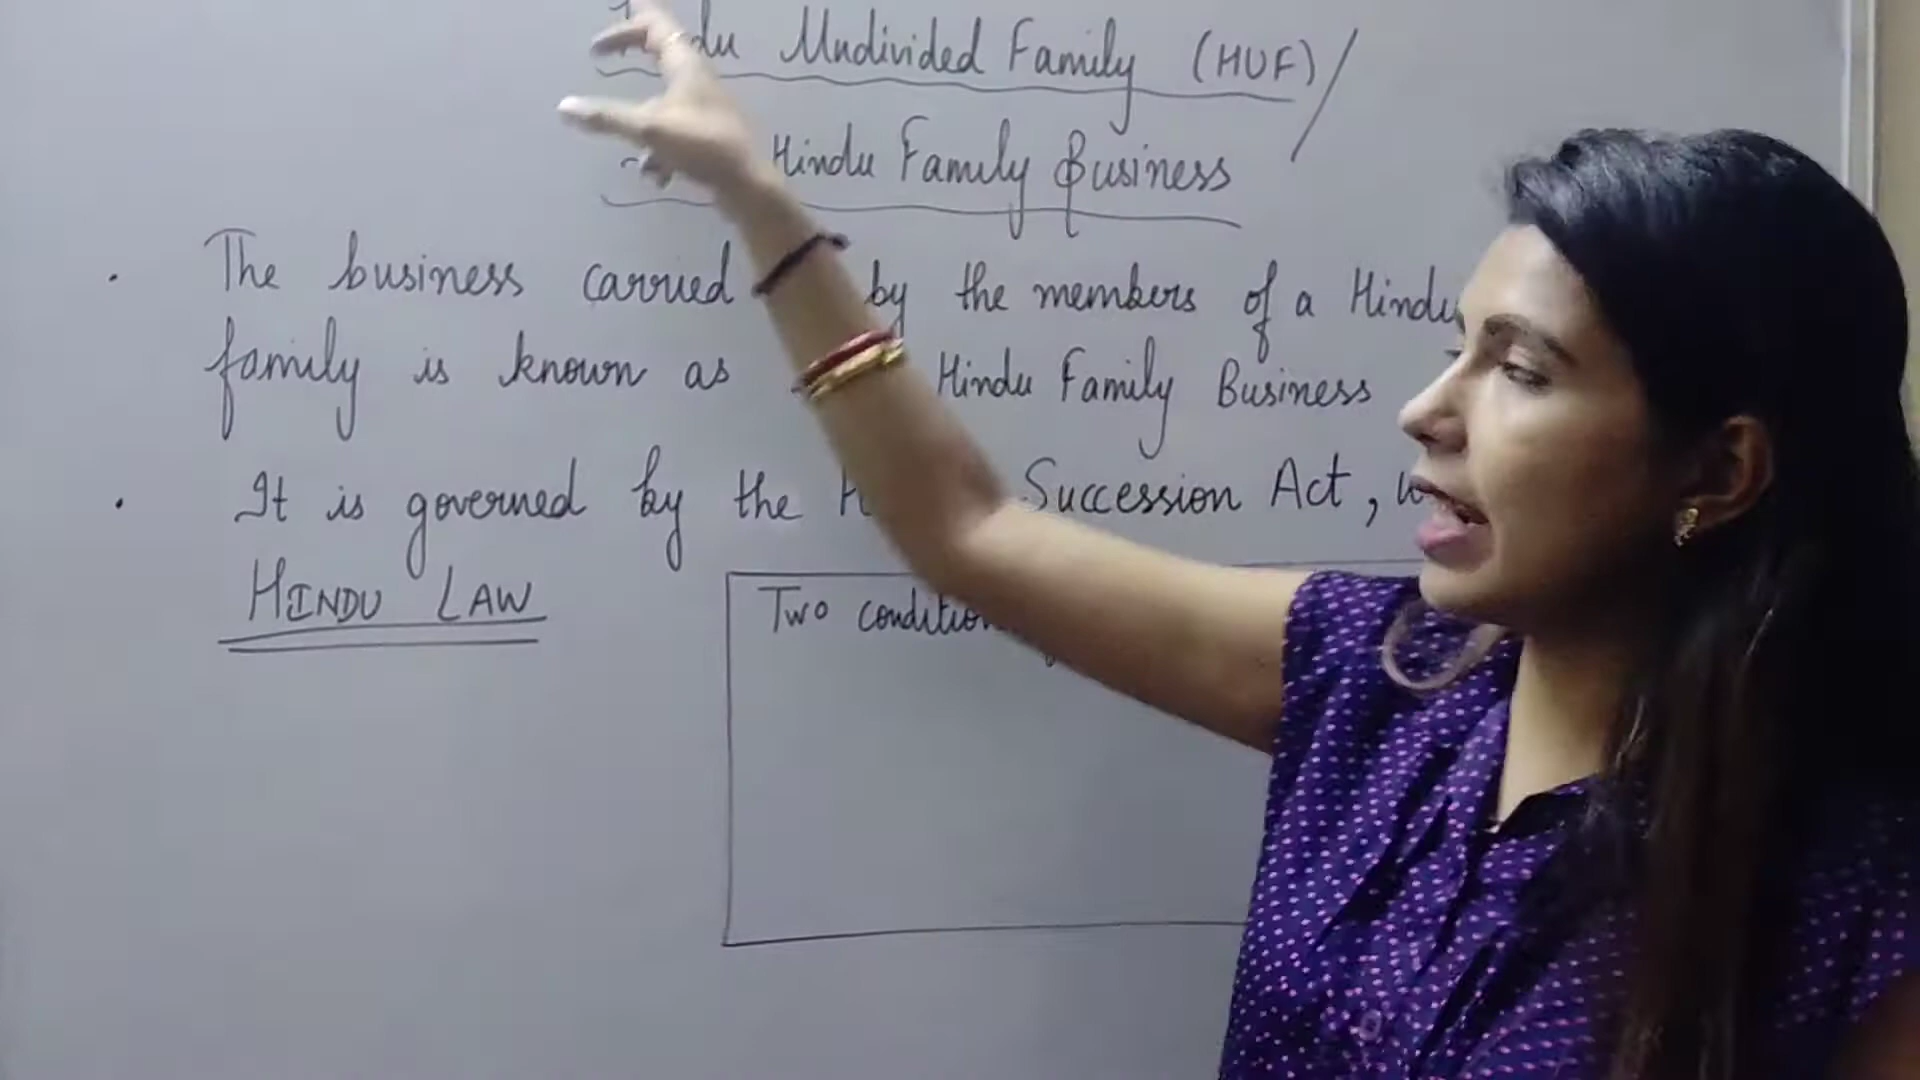 Undivided Family (HUF)/
Hindu Family Business
. The business carried by the members of a Hindu
family is known as Hindu Family Business
. It is governed by the Succession Act,
HINDU LAW
Two